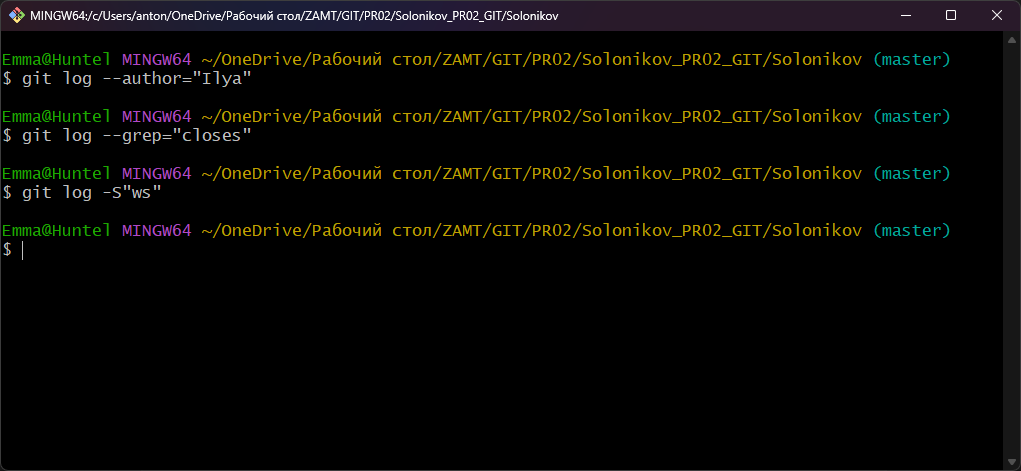 MINGW64:/c/Users/anton/OneDrive/Рабочий стол/ZAMT/GIT/PR02/Solonikov_PR02_GIT/Solonikov
Emma@Huntel MINGW64 ~/OneDrive/Рабочий стол/ZAMT/GIT/PR02/Solonikov_PR02_GIT/Solonikov (master)
$ git log --author="Ilya"
Emma@Huntel MINGW64 ~/OneDrive/Рабочий стол/ZAMT/GIT/PR02/Solonikov_PR02_GIT/Solonikov (master)
$ git log --grep="closes"
Emma@Huntel MINGW64 ~/OneDrive/Рабочий стол/ZAMT/GIT/PR02/Solonikov_PR02_GIT/Solonikov (master)
$ git log -S"ws"
Emma@Huntel MINGW64 ~/OneDrive/Рабочий стол/ZAMT/GIT/PR02/Solonikov_PR02_GIT/Solonikov (master)
$